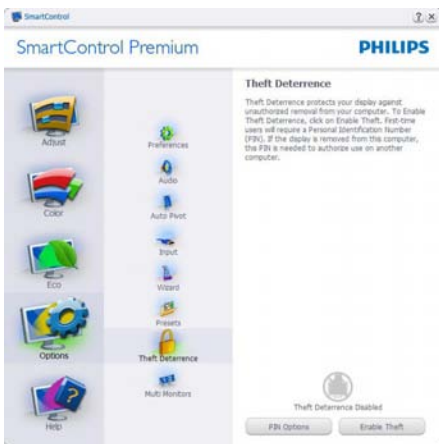 SmartControl
SmartControl Premium
PHILIPS
Adjust
Color
Eco
Options
Help
Preferences
Audio
Auto Pivot
Input
Wizard
Presets
Theft Deterrence
Multi Monitors
Theft Deterrence
Theft Deterrence protects your display against
unauthorized removal from your computer. To Enable
Theft Deterrence, click on Enable Theft. First-time
users will require a Personal Identification Number
(PIN). If the display is removed from this computer,
this PIN is needed to authorize use on another
computer.
Theft Deterrence Disabled
PIN Options
Enable Theft